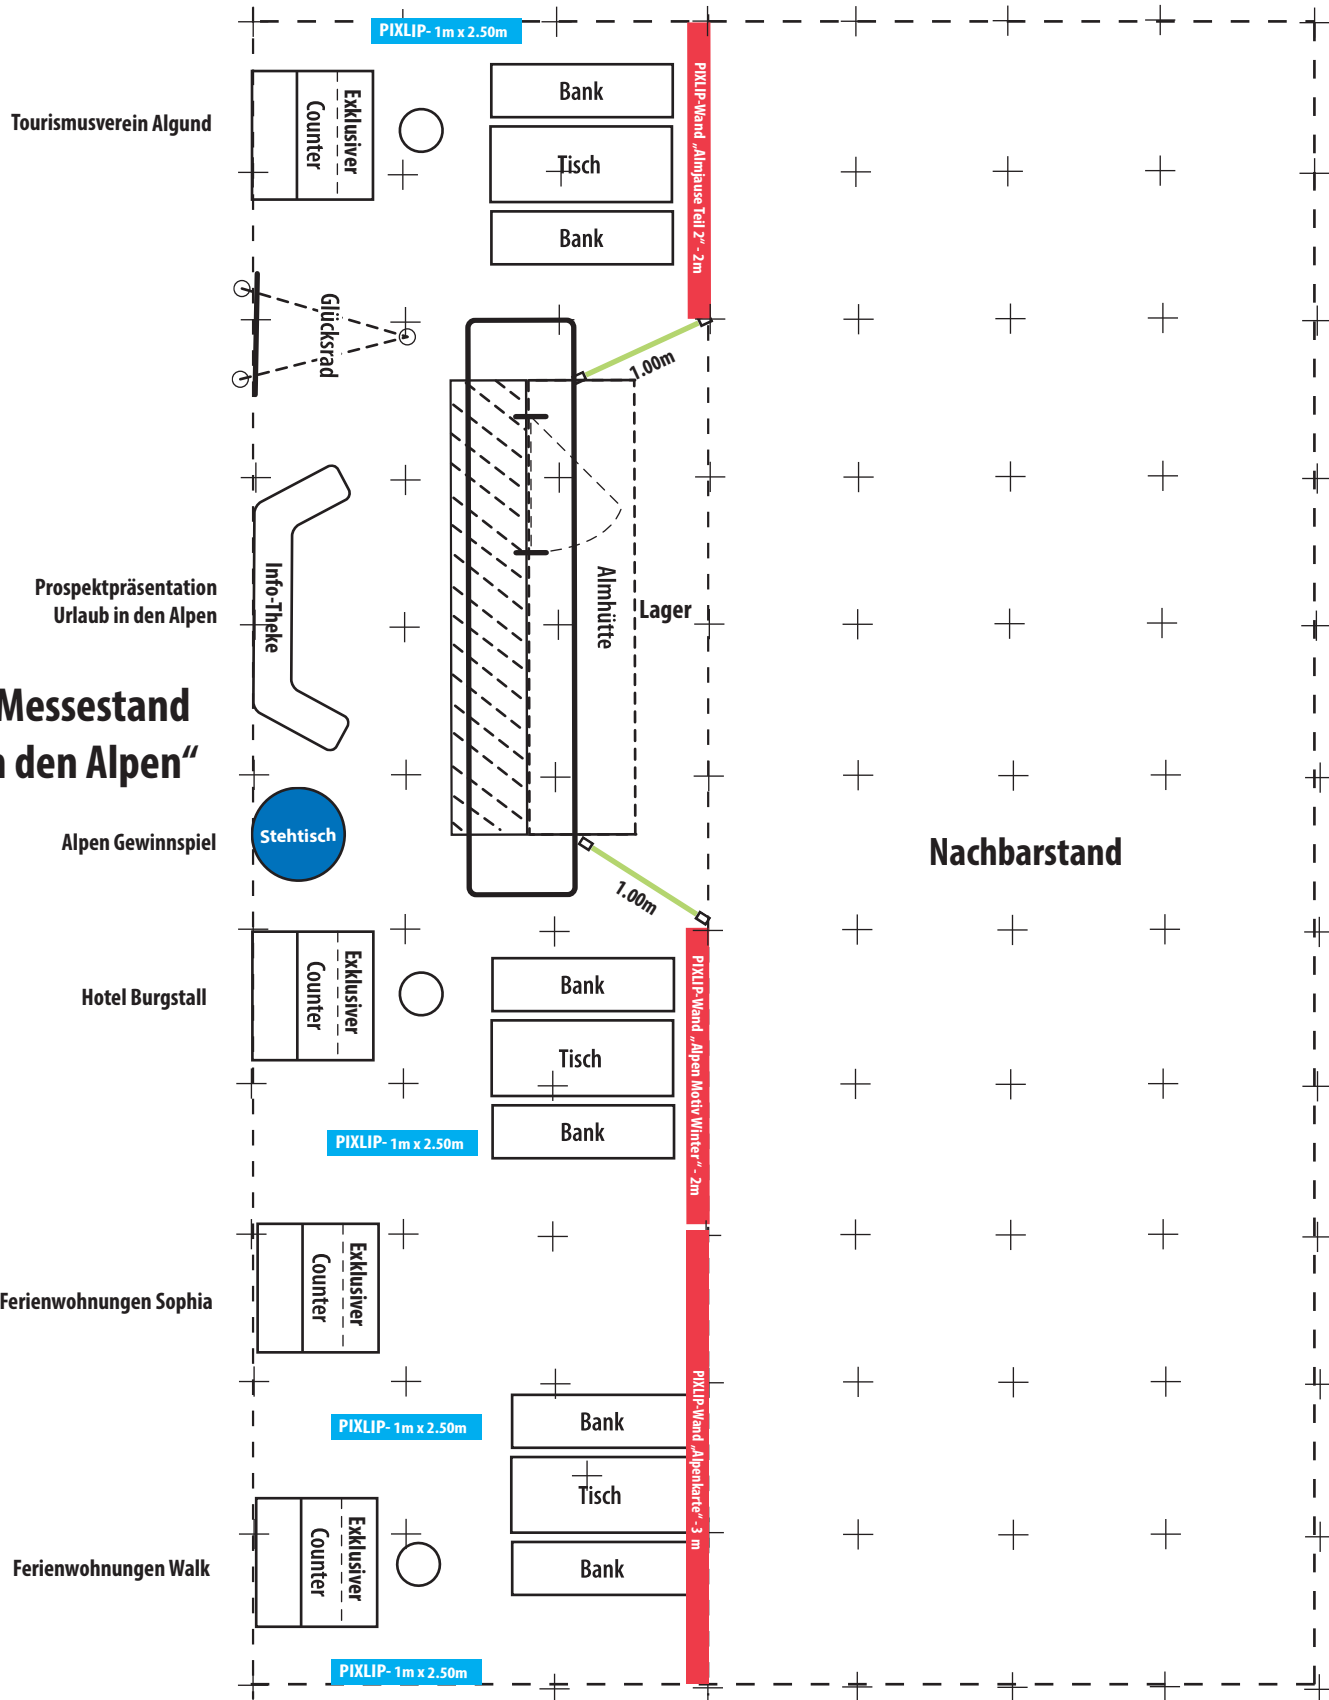 PIXLIP- 1m x 2.50m
Tourismusverein Algund
Exklusiver
Counter
Bank
Tisch
Bank
PIXLIP-Wand „Almjause Teil 2“ - 2m
Glücksrad
1.00m
Prospektpräsentation
Urlaub in den Alpen
Info-Theke
Almhütte
Lager
Messestand
den Alpen“
Alpen Gewinnspiel
Stehtisch
Nachbarstand
1.00m
Hotel Burgstall
Exklusiver
Counter
Bank
Tisch
Bank
PIXLIP-Wand „Alpen Motiv Winter“ - 2m
PIXLIP- 1m x 2.50m
Ferienwohnungen Sophia
Exklusiver
Counter
PIXLIP- 1m x 2.50m
Bank
Tisch
Bank
PIXLIP-Wand „Alpenkarte“ -3 m
Ferienwohnungen Walk
Exklusiver
Counter
PIXLIP- 1m x 2.50m